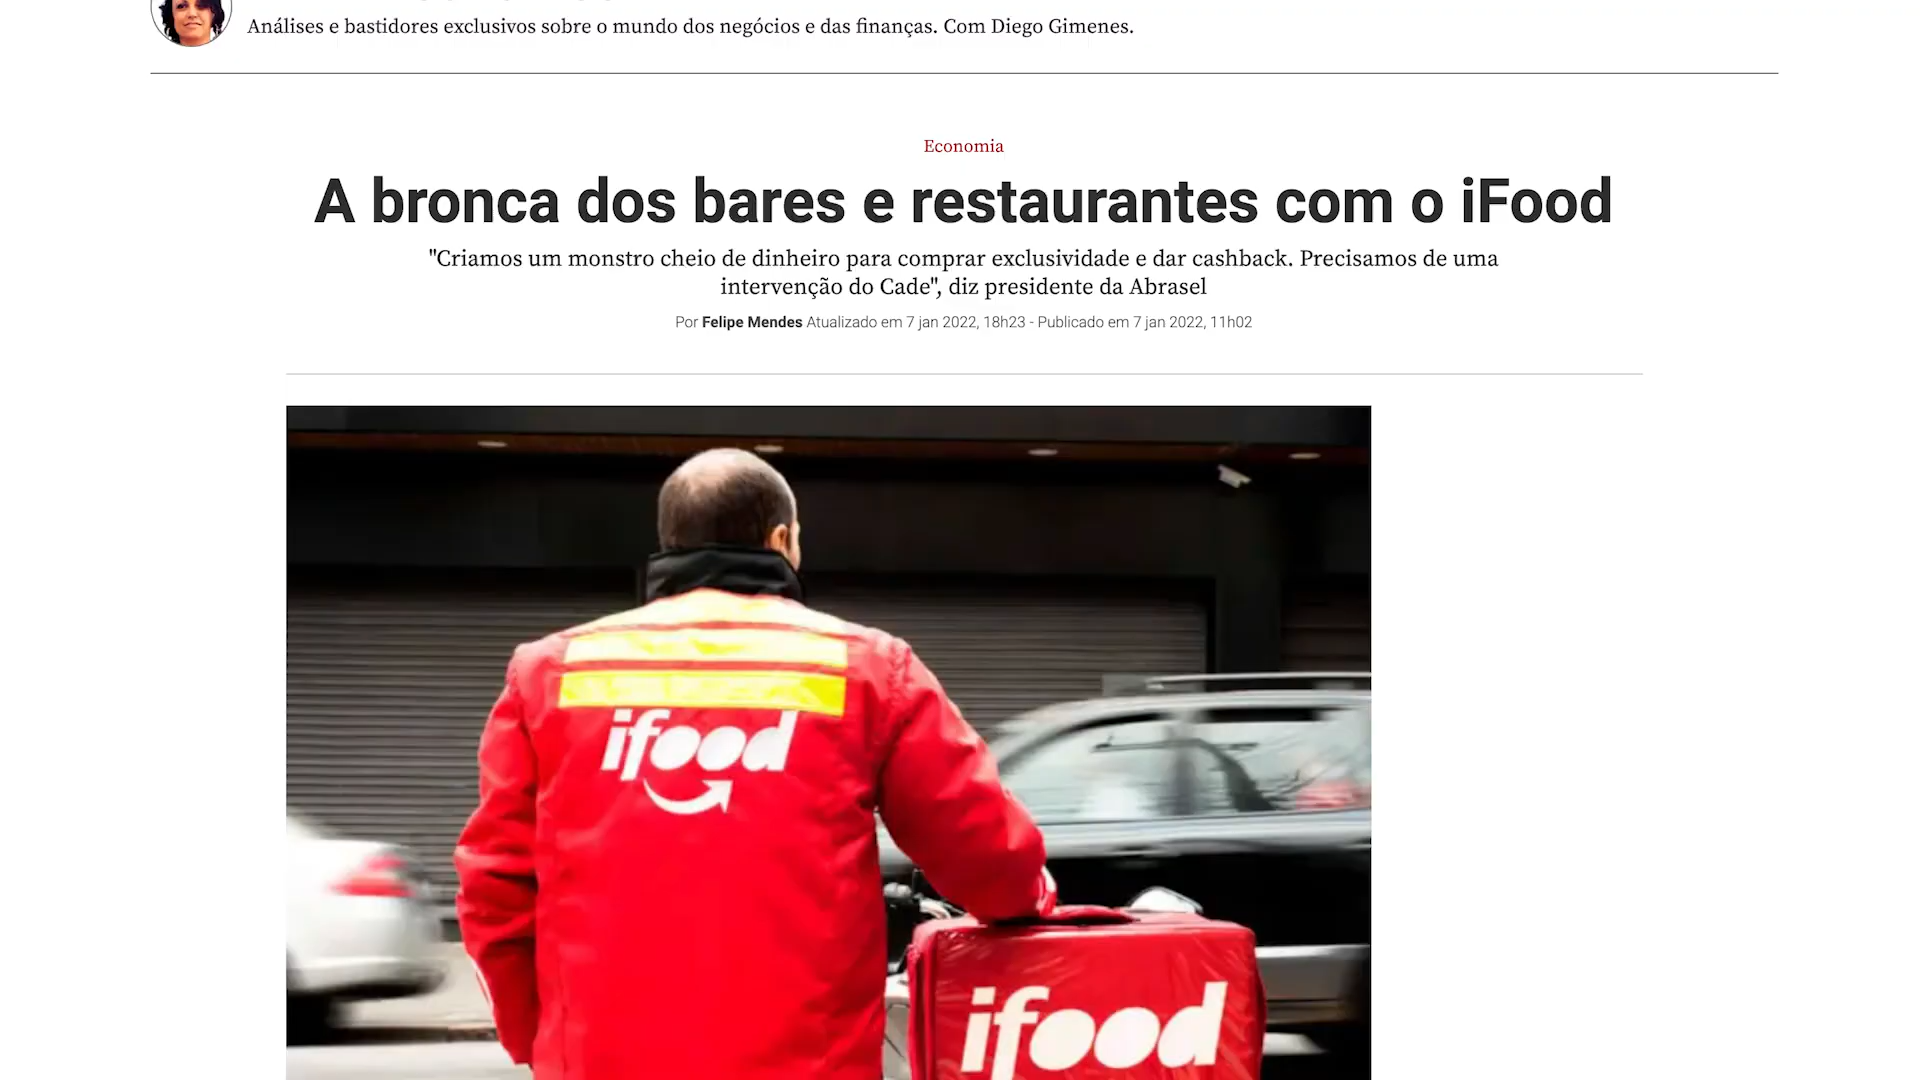 Análises e bastidores exclusivos sobre o mundo dos negócios e das finanças. Com Diego Gimenes.
Economia
A bronca dos bares e restaurantes com o iFood
"Criamos um monstro cheio de dinheiro para comprar exclusividade e dar cashback. Precisamos de uma
intervenção do Cade", diz presidente da Abrasel
Por Felipe Mendes Atualizado em 7 jan 2022, 18h23 - Publicado em 7 jan 2022, 11h02
ifood
ifood